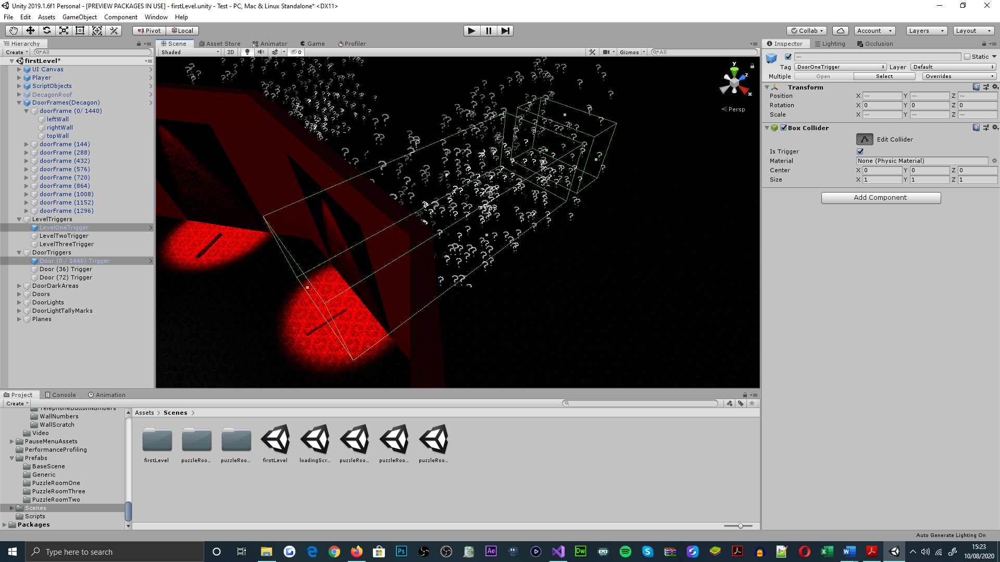 Unity 2019.1.6f1 Personal - [PREVIEW PACKAGES IN USE] - firstLevel.unity - Test - PC, Mac & Linux Standalone* <DX11>
File Edit Assets GameObject Component Window Help
Pivot Local Collab Account Layers Layout
Hierarchy Scene Asset Store Animator Game Profiler Inspector Lighting Occlusion
Create All Shaded 2D 0 Gizmos All
firstLevel*
UI Canvas
Player
ScriptObjects
DecagonRoof
DoorFrames(Decagon)
doorFrame (0/ 1440)
leftWall
rightWall
topWall
doorFrame (144)
doorFrame (288)
doorFrame (432)
doorFrame (576)
doorFrame (720)
doorFrame (864)
doorFrame (1008)
doorFrame (1152)
doorFrame (1296)
LevelTriggers
LevelOneTrigger
LevelTwoTrigger
LevelThreeTrigger
DoorTriggers
Door (0 / 1440) Trigger
Door (36) Trigger
Door (72) Trigger
DoorDarkAreas
Doors
DoorLights
DoorLightTallyMarks
Planes
y
z
x
Persp
— Static
Tag DoorOneTrigger Layer Default
Multiple Open Select Overrides
Transform
Position X — Y — Z —
Rotation X 0 Y 0 Z 0
Scale X — Y — Z —
Box Collider
Edit Collider
Is Trigger
Material None (Physic Material)
Center X 0 Y 0 Z 0
Size X 1 Y 1 Z 1
Add Component
Project Console Animation
Create
TelephoneButtonNumbers
WallNumbers
WallScratch
Video
PauseMenuAssets
PerformanceProfiling
Prefabs
BaseScene
Generic
PuzzleRoomOne
PuzzleRoomThree
PuzzleRoomTwo
Scenes
Scripts
Packages
Assets Scenes
firstLevel puzzleRoo... puzzleRoo... firstLevel loadingScr... puzzleRoo... puzzleRoo... puzzleRoo...
Auto Generate Lighting On
Type here to search
Ps Ae Dw
15:23
10/08/2020